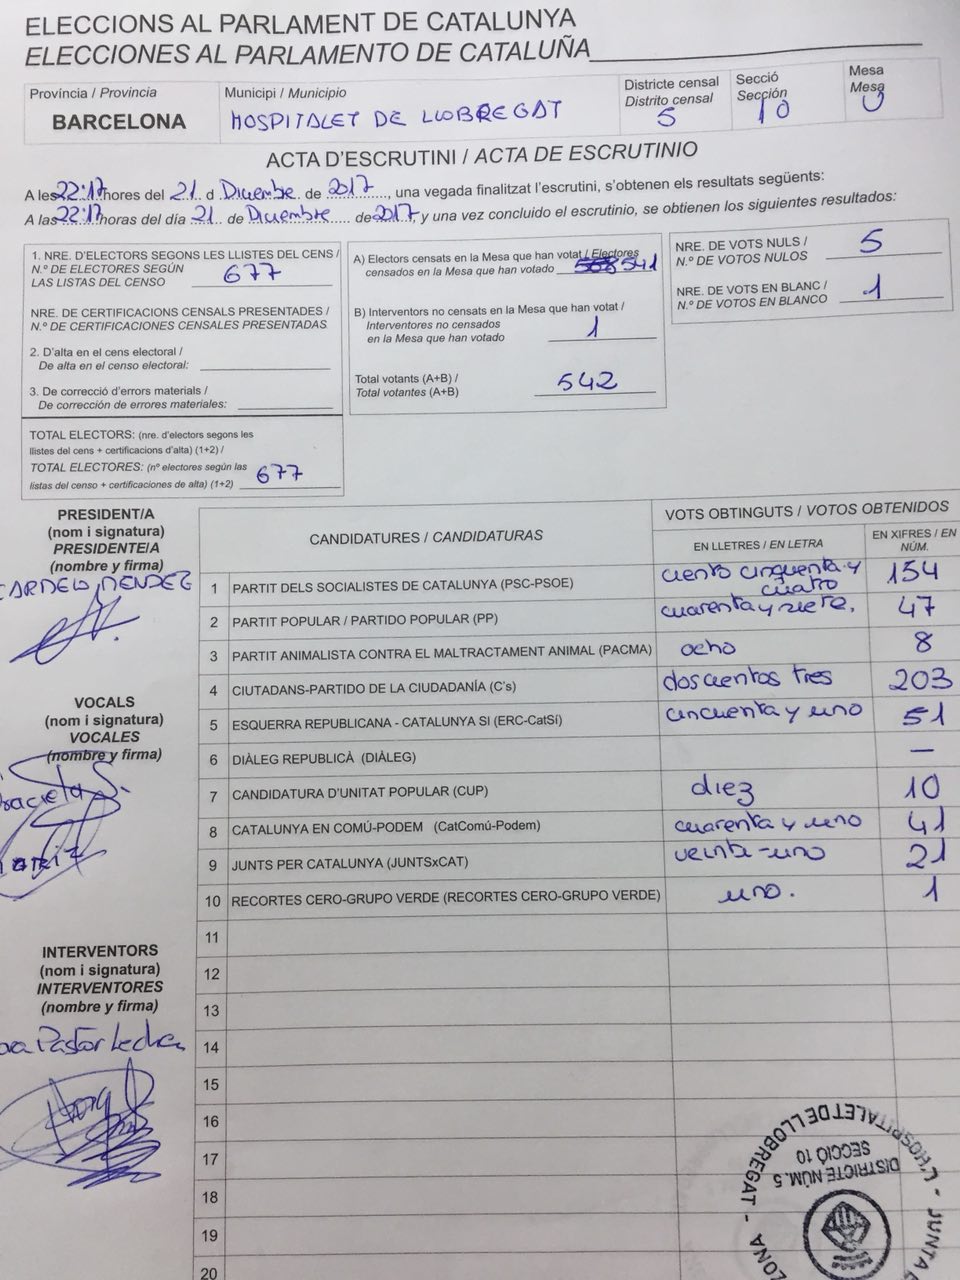 ELECCIONS AL PARLAMENT DE CATALUNYA
ELECCIONES AL PARLAMENTO DE CATALUÑA
Província / Provincia
BARCELONA
Municipi / Municipio
HOSPITALET DE LLOBREGAT
Districte censal
Distrito censal
5
Secció
Sección
10
Mesa
Mesa
U
ACTA D'ESCRUTINI / ACTA DE ESCRUTINIO
A les 22:17 hores del 21 d Diciembre de 2017, una vegada finalitzat l'escrutini, s'obtenen els resultats següents:
A las 22:17 horas del día 21 de Diciembre de 2017, y una vez concluido el escrutinio, se obtienen los siguientes resultados:
1. NRE. D'ELECTORS SEGONS LES LLISTES DEL CENS /
N.º DE ELECTORES SEGÚN
LAS LISTAS DEL CENSO 677
NRE. DE CERTIFICACIONS CENSALS PRESENTADES /
N.º DE CERTIFICACIONES CENSALES PRESENTADAS
2. D'alta en el cens electoral /
De alta en el censo electoral:
3. De correcció d'errors materials /
De corrección de errores materiales:
TOTAL ELECTORS: (nre. d'electors segons les
llistes del cens + certificacions d'alta) (1+2) /
TOTAL ELECTORES: (nº electores según las
listas del censo + certificaciones de alta) (1+2) 677
A) Electors censats en la Mesa que han votat / Electores
censados en la Mesa que han votado 541
B) Interventors no censats en la Mesa que han votat /
Interventores no censados
en la Mesa que han votado 1
Total votants (A+B) /
Total votantes (A+B) 542
NRE. DE VOTS NULS /
N.º DE VOTOS NULOS 5
NRE. DE VOTS EN BLANC /
N.º DE VOTOS EN BLANCO 1
PRESIDENT/A
(nom i signatura)
PRESIDENTE/A
(nombre y firma)
MENDEZ
VOCALS
(nom i signatura)
VOCALES
(nombre y firma)
INTERVENTORS
(nom i signatura)
INTERVENTORES
(nombre y firma)
Pastor
CANDIDATURES / CANDIDATURAS
VOTS OBTINGUTS / VOTOS OBTENIDOS
EN LLETRES / EN LETRA
EN XIFRES / EN NÚM.
1 PARTIT DELS SOCIALISTES DE CATALUNYA (PSC-PSOE) ciento cinquenta y cuatro 154
2 PARTIT POPULAR / PARTIDO POPULAR (PP) cuarenta y siete, 47
3 PARTIT ANIMALISTA CONTRA EL MALTRACTAMENT ANIMAL (PACMA) ocho 8
4 CIUTADANS-PARTIDO DE LA CIUDADANÍA (C's) doscientos tres 203
5 ESQUERRA REPUBLICANA - CATALUNYA SI (ERC-CatSí) cincuenta y uno 51
6 DIÀLEG REPUBLICÀ (DIÀLEG) —
7 CANDIDATURA D'UNITAT POPULAR (CUP) diez 10
8 CATALUNYA EN COMÚ-PODEM (CatComú-Podem) cuarenta y uno 41
9 JUNTS PER CATALUNYA (JUNTSxCAT) veinte-uno 21
10 RECORTES CERO-GRUPO VERDE (RECORTES CERO-GRUPO VERDE) uno. 1
11
12
13
14
15
16
17
18
19
20
L'HOSPITALET DE LLOBREGAT - JUNTA
DISTRICTE NÚM. 5
SECCIÓ 10
ZONA